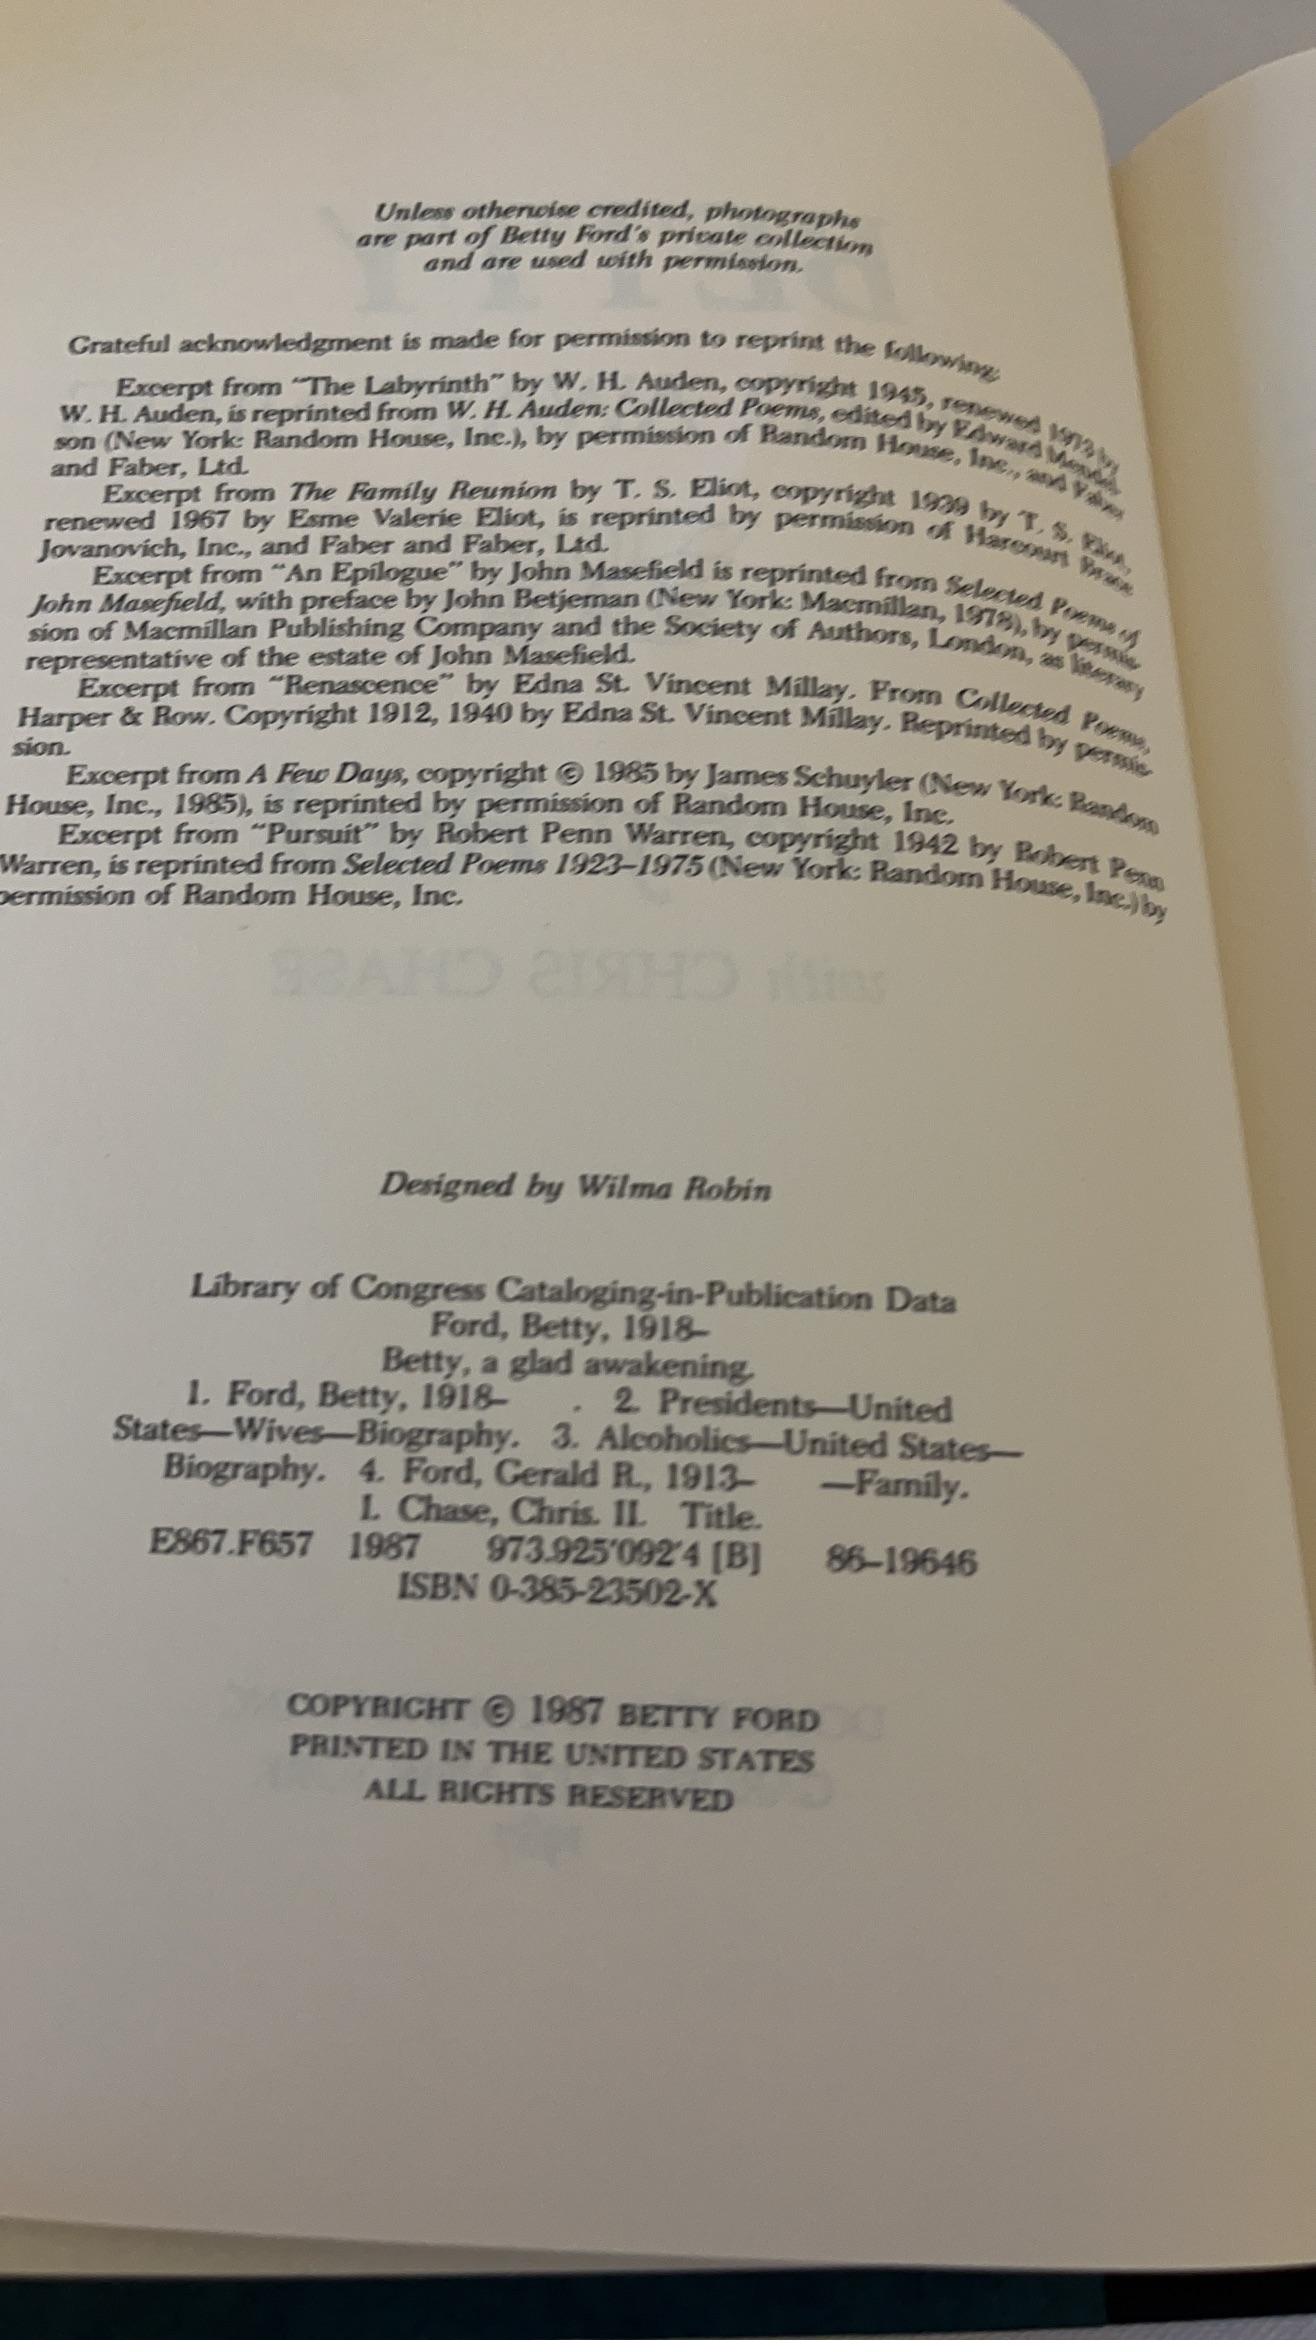 Unless otherwise credited, photographs
are part of Betty Ford's private collection
and are used with permission.
Grateful acknowledgment is made for permission to reprint the following:
Excerpt from "The Labyrinth" by W. H. Auden, copyright 1945, renewed 1973 by
W. H. Auden, is reprinted from W. H. Auden: Collected Poems, edited by Edward Mendel-
son (New York: Random House, Inc.), by permission of Random House, Inc., and Faber
and Faber, Ltd.
Excerpt from The Family Reunion by T. S. Eliot, copyright 1939 by T. S. Eliot,
renewed 1967 by Esme Valerie Eliot, is reprinted by permission of Harcourt Brace
Jovanovich, Inc., and Faber and Faber, Ltd.
Excerpt from "An Epilogue" by John Masefield is reprinted from Selected Poems of
John Masefield, with preface by John Betjeman (New York: Macmillan, 1978), by permis-
sion of Macmillan Publishing Company and the Society of Authors, London, as literary
representative of the estate of John Masefield.
Excerpt from "Renascence" by Edna St. Vincent Millay. From Collected Poems,
Harper & Row. Copyright 1912, 1940 by Edna St. Vincent Millay. Reprinted by permis-
sion.
Excerpt from A Few Days, copyright © 1985 by James Schuyler (New York: Random
House, Inc., 1985), is reprinted by permission of Random House, Inc.
Excerpt from "Pursuit" by Robert Penn Warren, copyright 1942 by Robert Penn
Warren, is reprinted from Selected Poems 1923–1975 (New York: Random House, Inc.) by
permission of Random House, Inc.
with CHRIS CHASE
Designed by Wilma Robin
Library of Congress Cataloging-in-Publication Data
Ford, Betty, 1918–
Betty, a glad awakening.
1. Ford, Betty, 1918– . 2. Presidents—United
States—Wives—Biography. 3. Alcoholics—United States—
Biography. 4. Ford, Gerald R., 1913– —Family.
I. Chase, Chris. II. Title.
E867.F657 1987 973.925'092'4 [B] 86–19646
ISBN 0-385-23502-X
COPYRIGHT © 1987 BETTY FORD
PRINTED IN THE UNITED STATES
ALL RIGHTS RESERVED